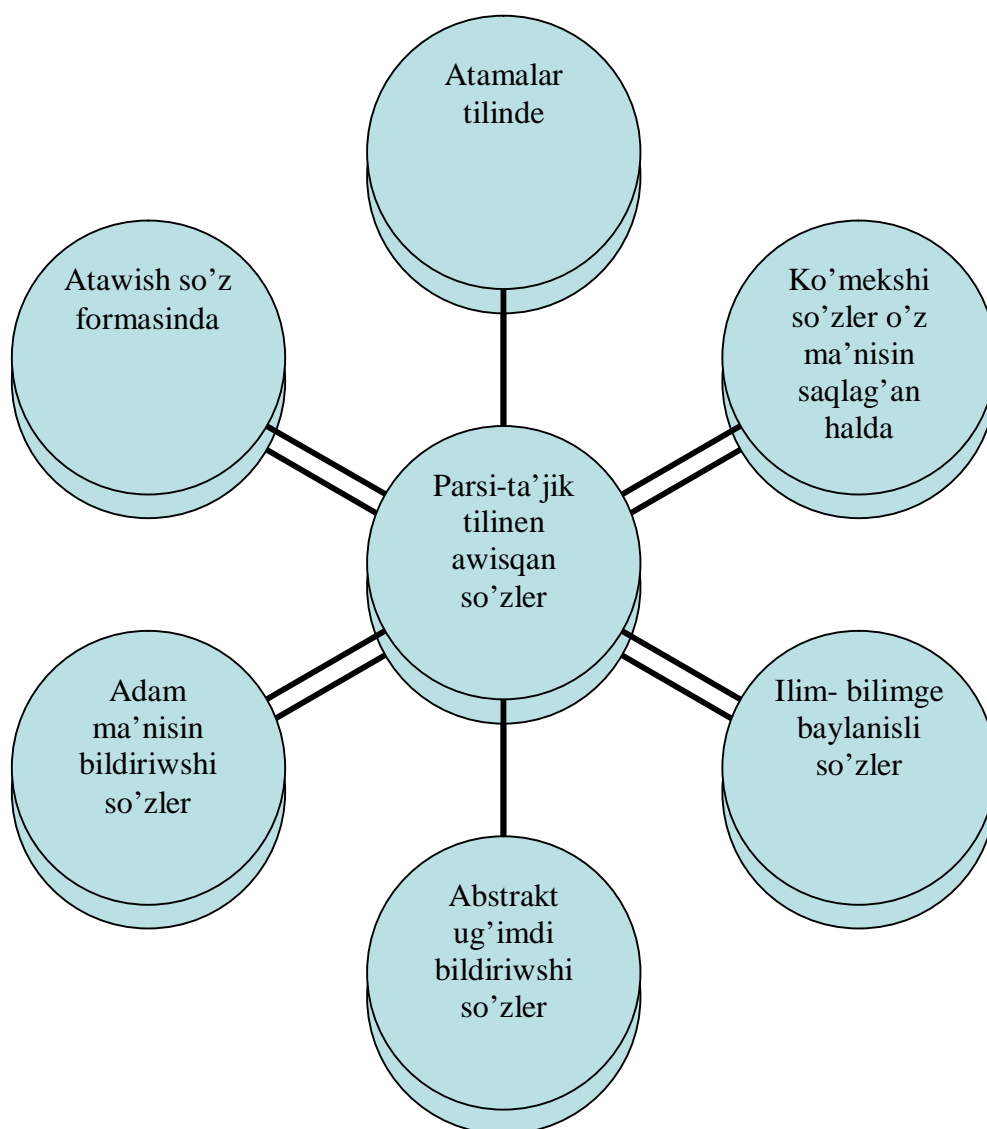 Atamalar
tilinde
Atawish so’z
formasinda
Ko’mekshi
so’zler o’z
ma’nisin
saqlag’an
halda
Parsi-ta’jik
tilinen
awisqan
so’zler
Adam
ma’nisin
bildiriwshi
so’zler
Ilim- bilimge
baylanisli
so’zler
Abstrakt
ug’imdi
bildiriwshi
so’zler